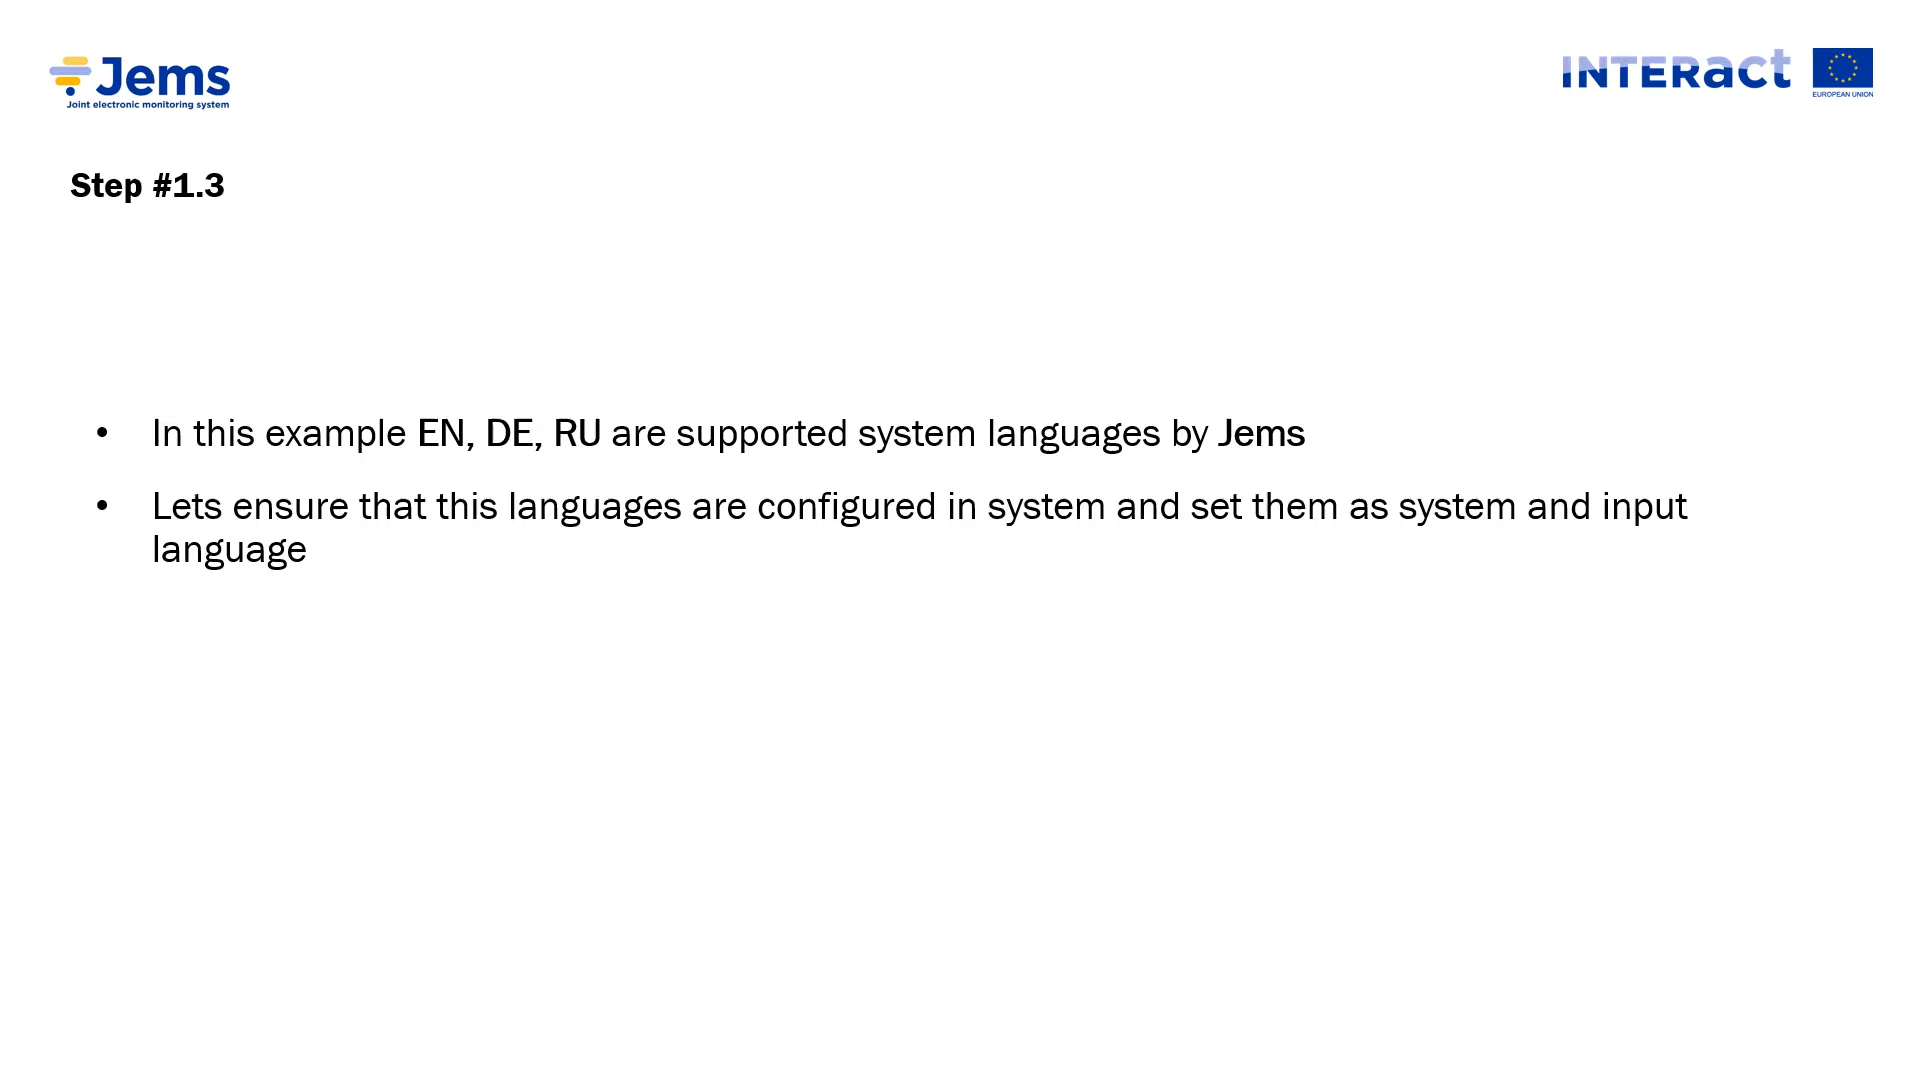 Jems
Joint electronic monitoring system
INTERact
EUROPEAN UNION
Step #1.3
• In this example EN, DE, RU are supported system languages by Jems
• Lets ensure that this languages are configured in system and set them as system and input
language